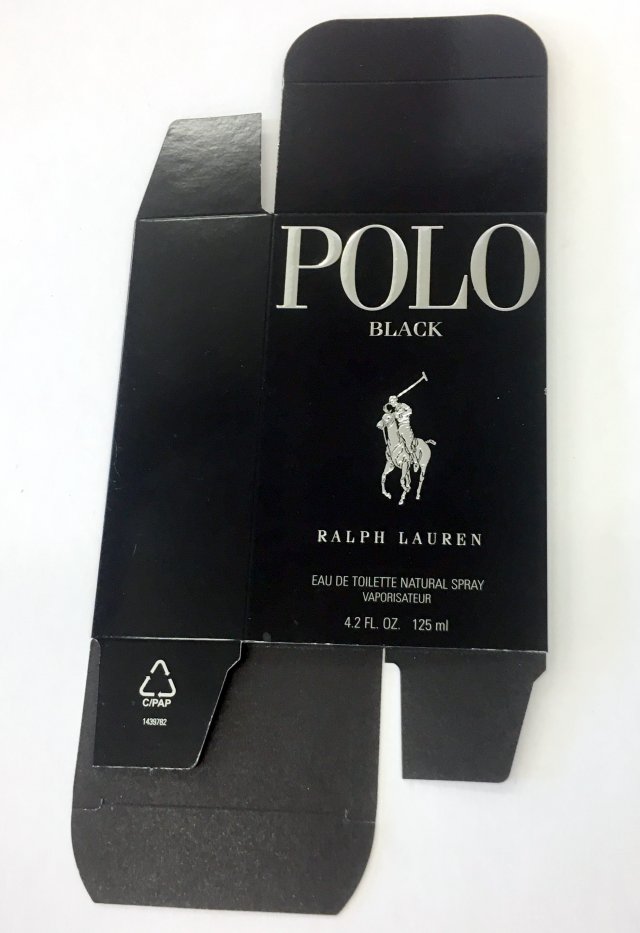 POLO
BLACK
RALPH LAUREN
EAU DE TOILETTE NATURAL SPRAY
VAPORISATEUR
4.2 FL. OZ. 125 ml
C/PAP
1439782